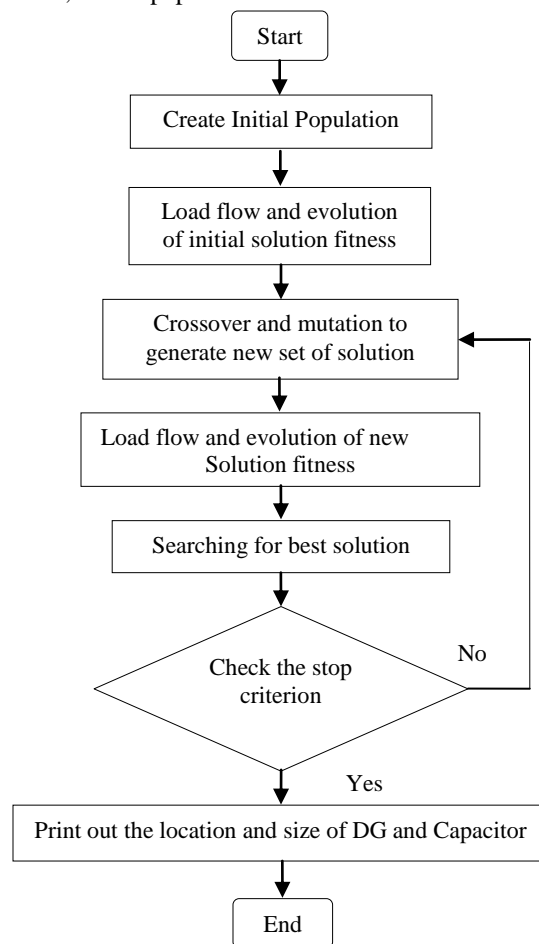 Start
Create Initial Population
Load flow and evolution
of initial solution fitness
Crossover and mutation to
generate new set of solution
Load flow and evolution of new
Solution fitness
Searching for best solution
Check the stop
criterion
No
Yes
Print out the location and size of DG and Capacitor
End